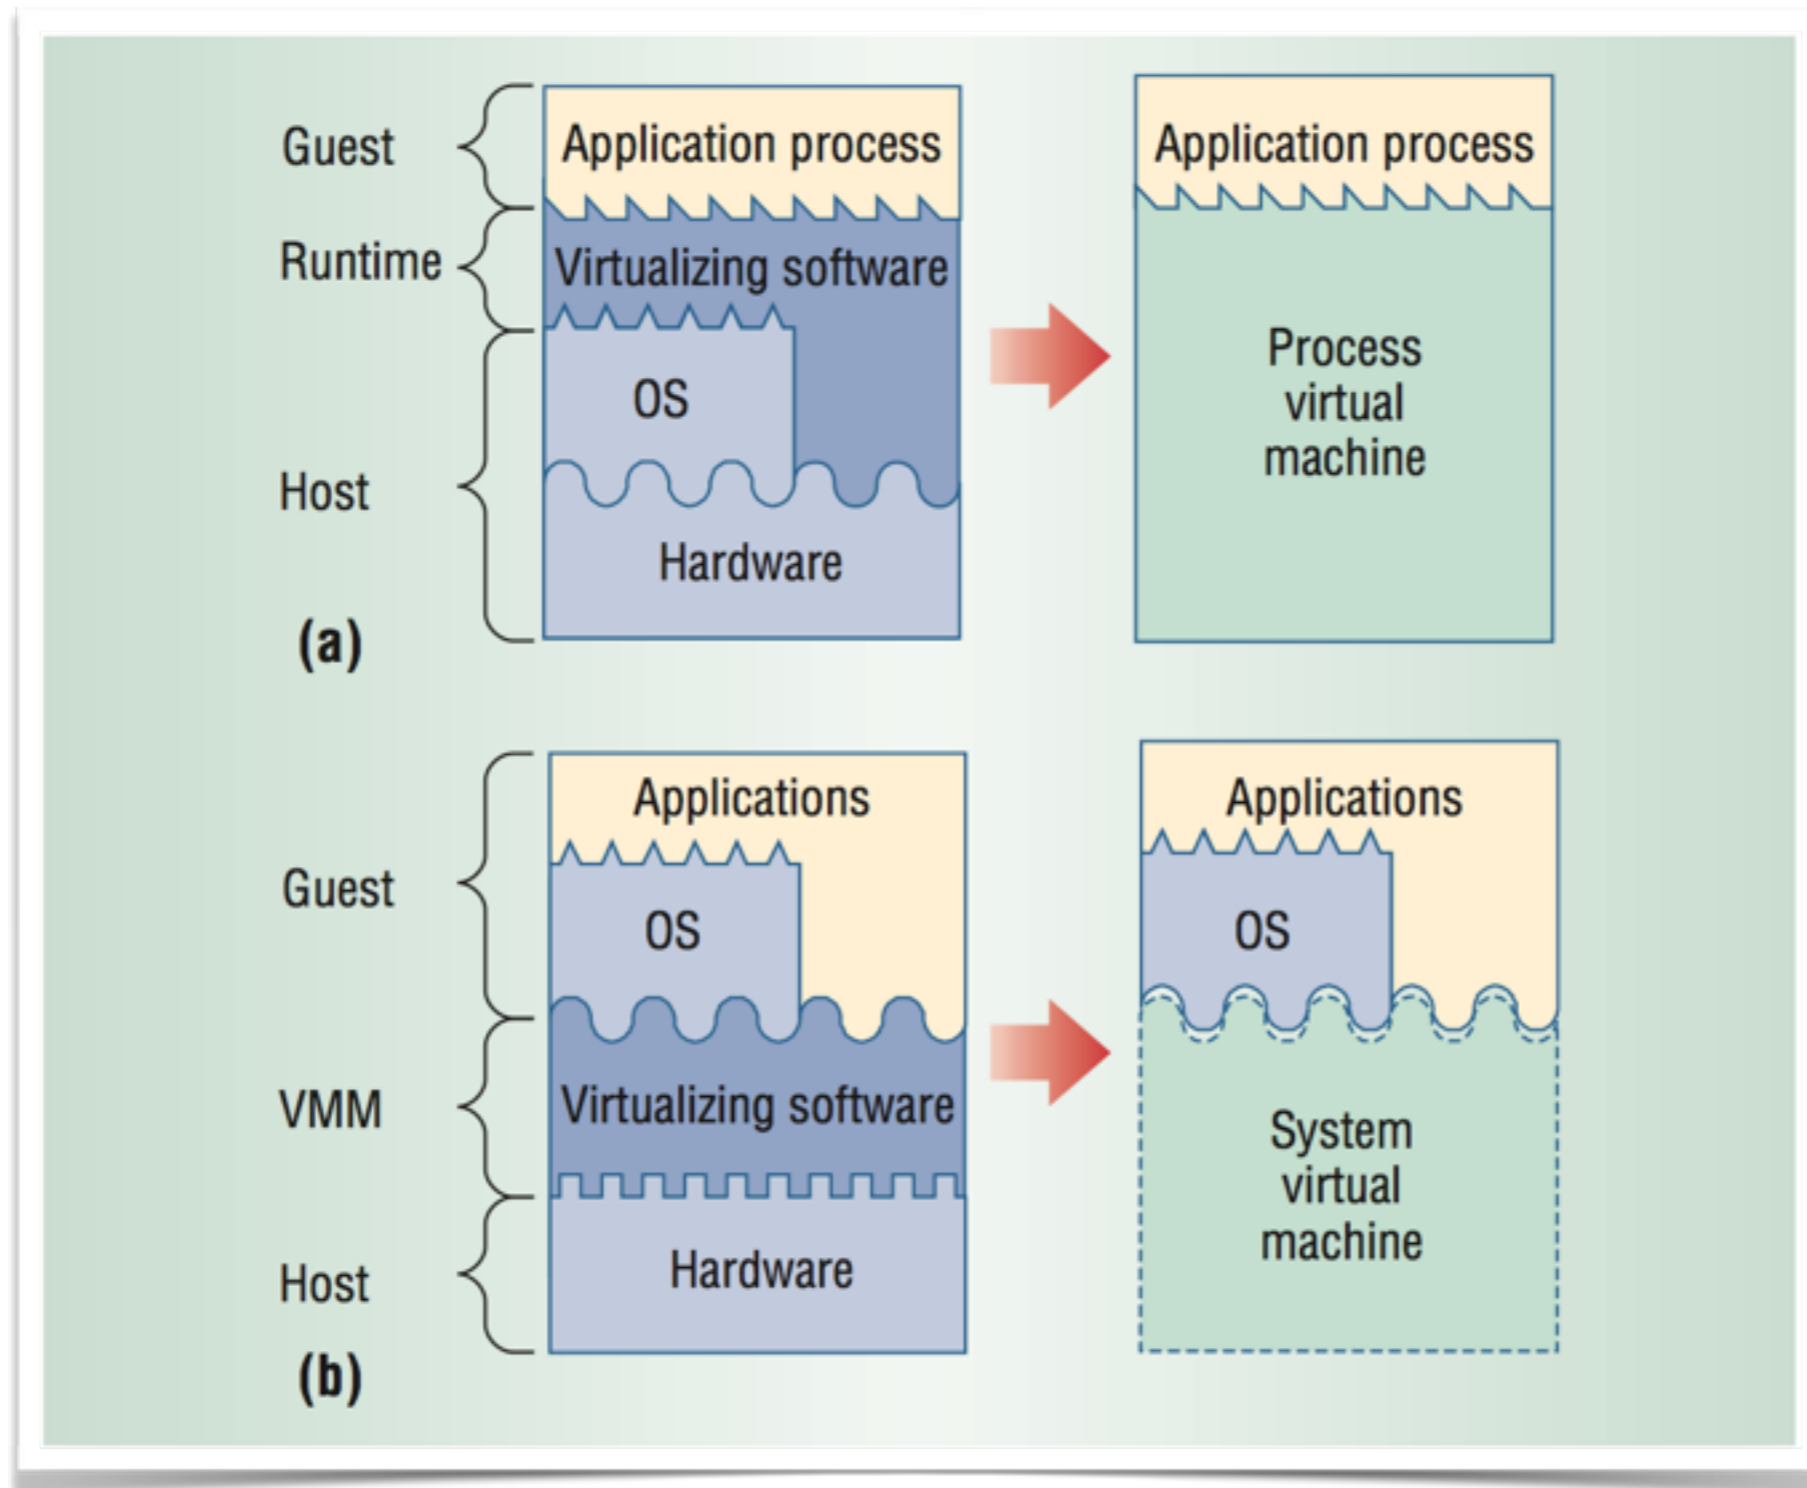 Guest
Application process
Application process
Runtime
Virtualizing software
OS
Process
virtual
machine
Host
Hardware
(a)
Applications
Applications
Guest
OS
OS
VMM
Virtualizing software
System
virtual
machine
Host
Hardware
(b)